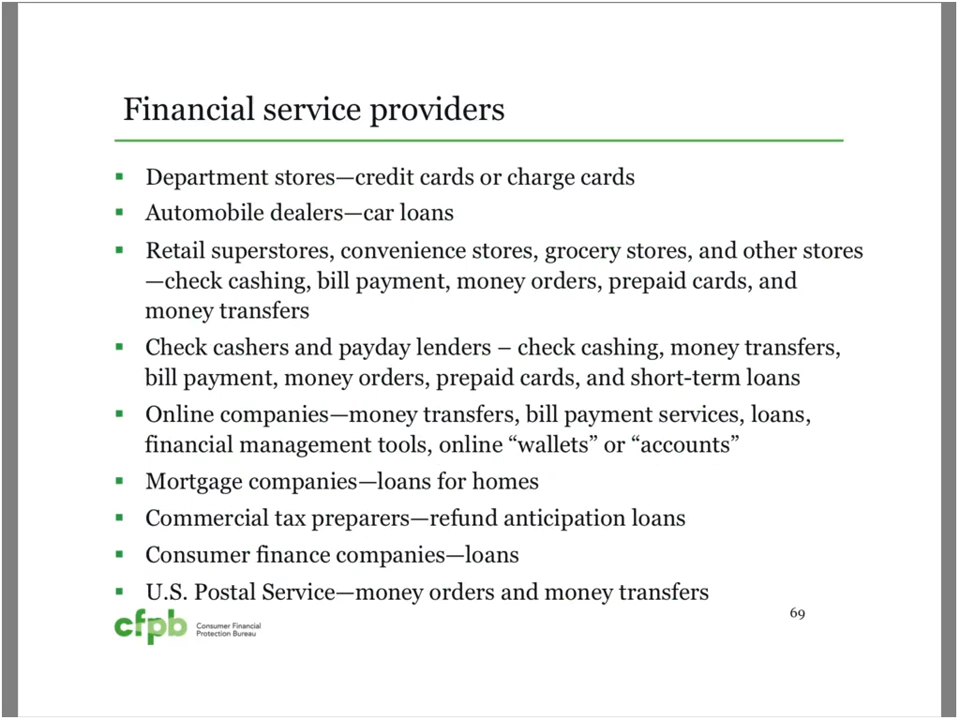 Financial service providers
▪ Department stores—credit cards or charge cards
▪ Automobile dealers—car loans
▪ Retail superstores, convenience stores, grocery stores, and other stores
—check cashing, bill payment, money orders, prepaid cards, and
money transfers
▪ Check cashers and payday lenders – check cashing, money transfers,
bill payment, money orders, prepaid cards, and short-term loans
▪ Online companies—money transfers, bill payment services, loans,
financial management tools, online “wallets” or “accounts”
▪ Mortgage companies—loans for homes
▪ Commercial tax preparers—refund anticipation loans
▪ Consumer finance companies—loans
▪ U.S. Postal Service—money orders and money transfers
69
cfpb
Consumer Financial
Protection Bureau